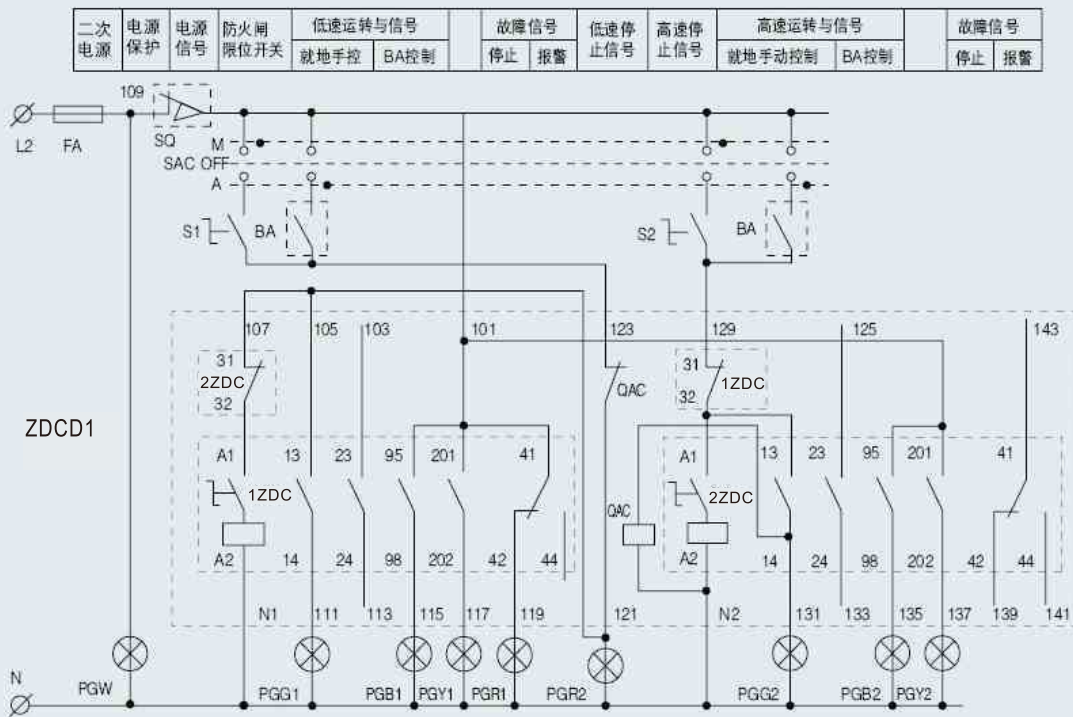 二次 电源 电源 防火闸 低速运转与信号 故障信号 低速停 高速停 高速运转与信号 故障信号
电源 保护 信号 限位开关 就地手控 BA控制 停止 报警 止信号 止信号 就地手动控制 BA控制 停止 报警
109
L2 FA SQ M
SAC OFF
A
S1 BA S2 BA
107 105 103 101 123 129 125 143
31 31
2ZDC QAC 1ZDC
32 32
ZDCD1
A1 13 23 95 201 41 A1 13 23 95 201 41
1ZDC QAC 2ZDC
A2 14 24 98 202 42 44 A2 14 24 98 202 42 44
N1 111 113 115 117 119 121 N2 131 133 135 137 139 141
N PGW PGG1 PGB1 PGY1 PGR1 PGR2 PGG2 PGB2 PGY2